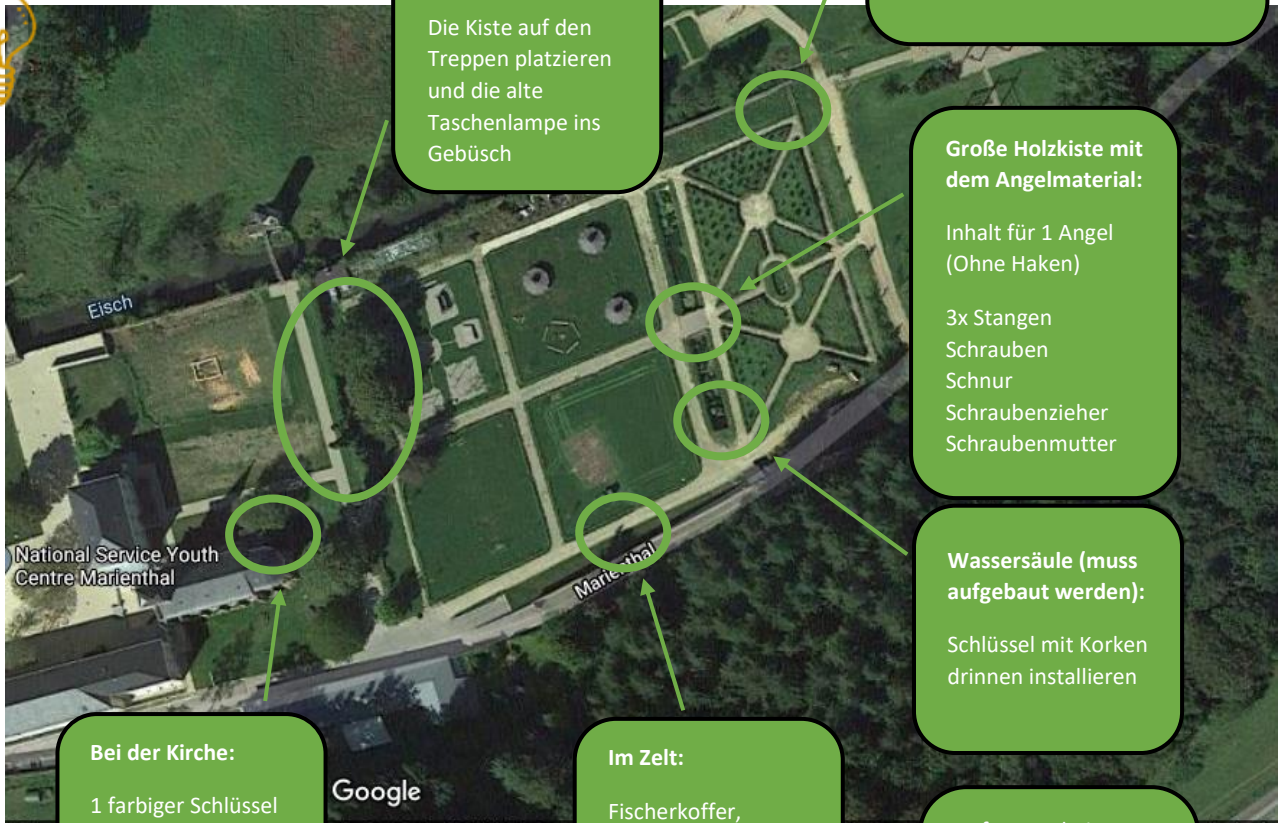 Die Kiste auf den
Treppen platzieren
und die alte
Taschenlampe ins
Gebüsch
Große Holzkiste mit
dem Angelmaterial:
Inhalt für 1 Angel
(Ohne Haken)
3x Stangen
Schrauben
Schnur
Schraubenzieher
Schraubenmutter
Eisch
National Service Youth
Centre Marienthal
Marienthal
Wassersäule (muss
aufgebaut werden):
Schlüssel mit Korken
drinnen installieren
Bei der Kirche:
1 farbiger Schlüssel
Google
Im Zelt:
Fischerkoffer,